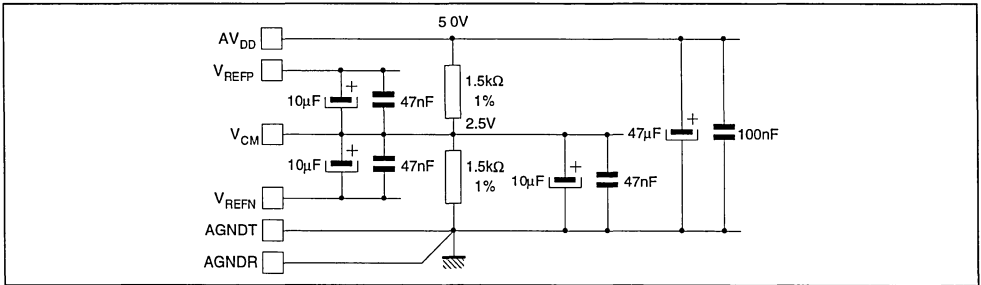 5 0V
AVDD
VREFP
1.5kΩ
1%
10µF
+
47nF
2.5V
VCM
47µF
+
100nF
10µF
+
47nF
1.5kΩ
1%
10µF
+
47nF
VREFN
AGNDT
AGNDR